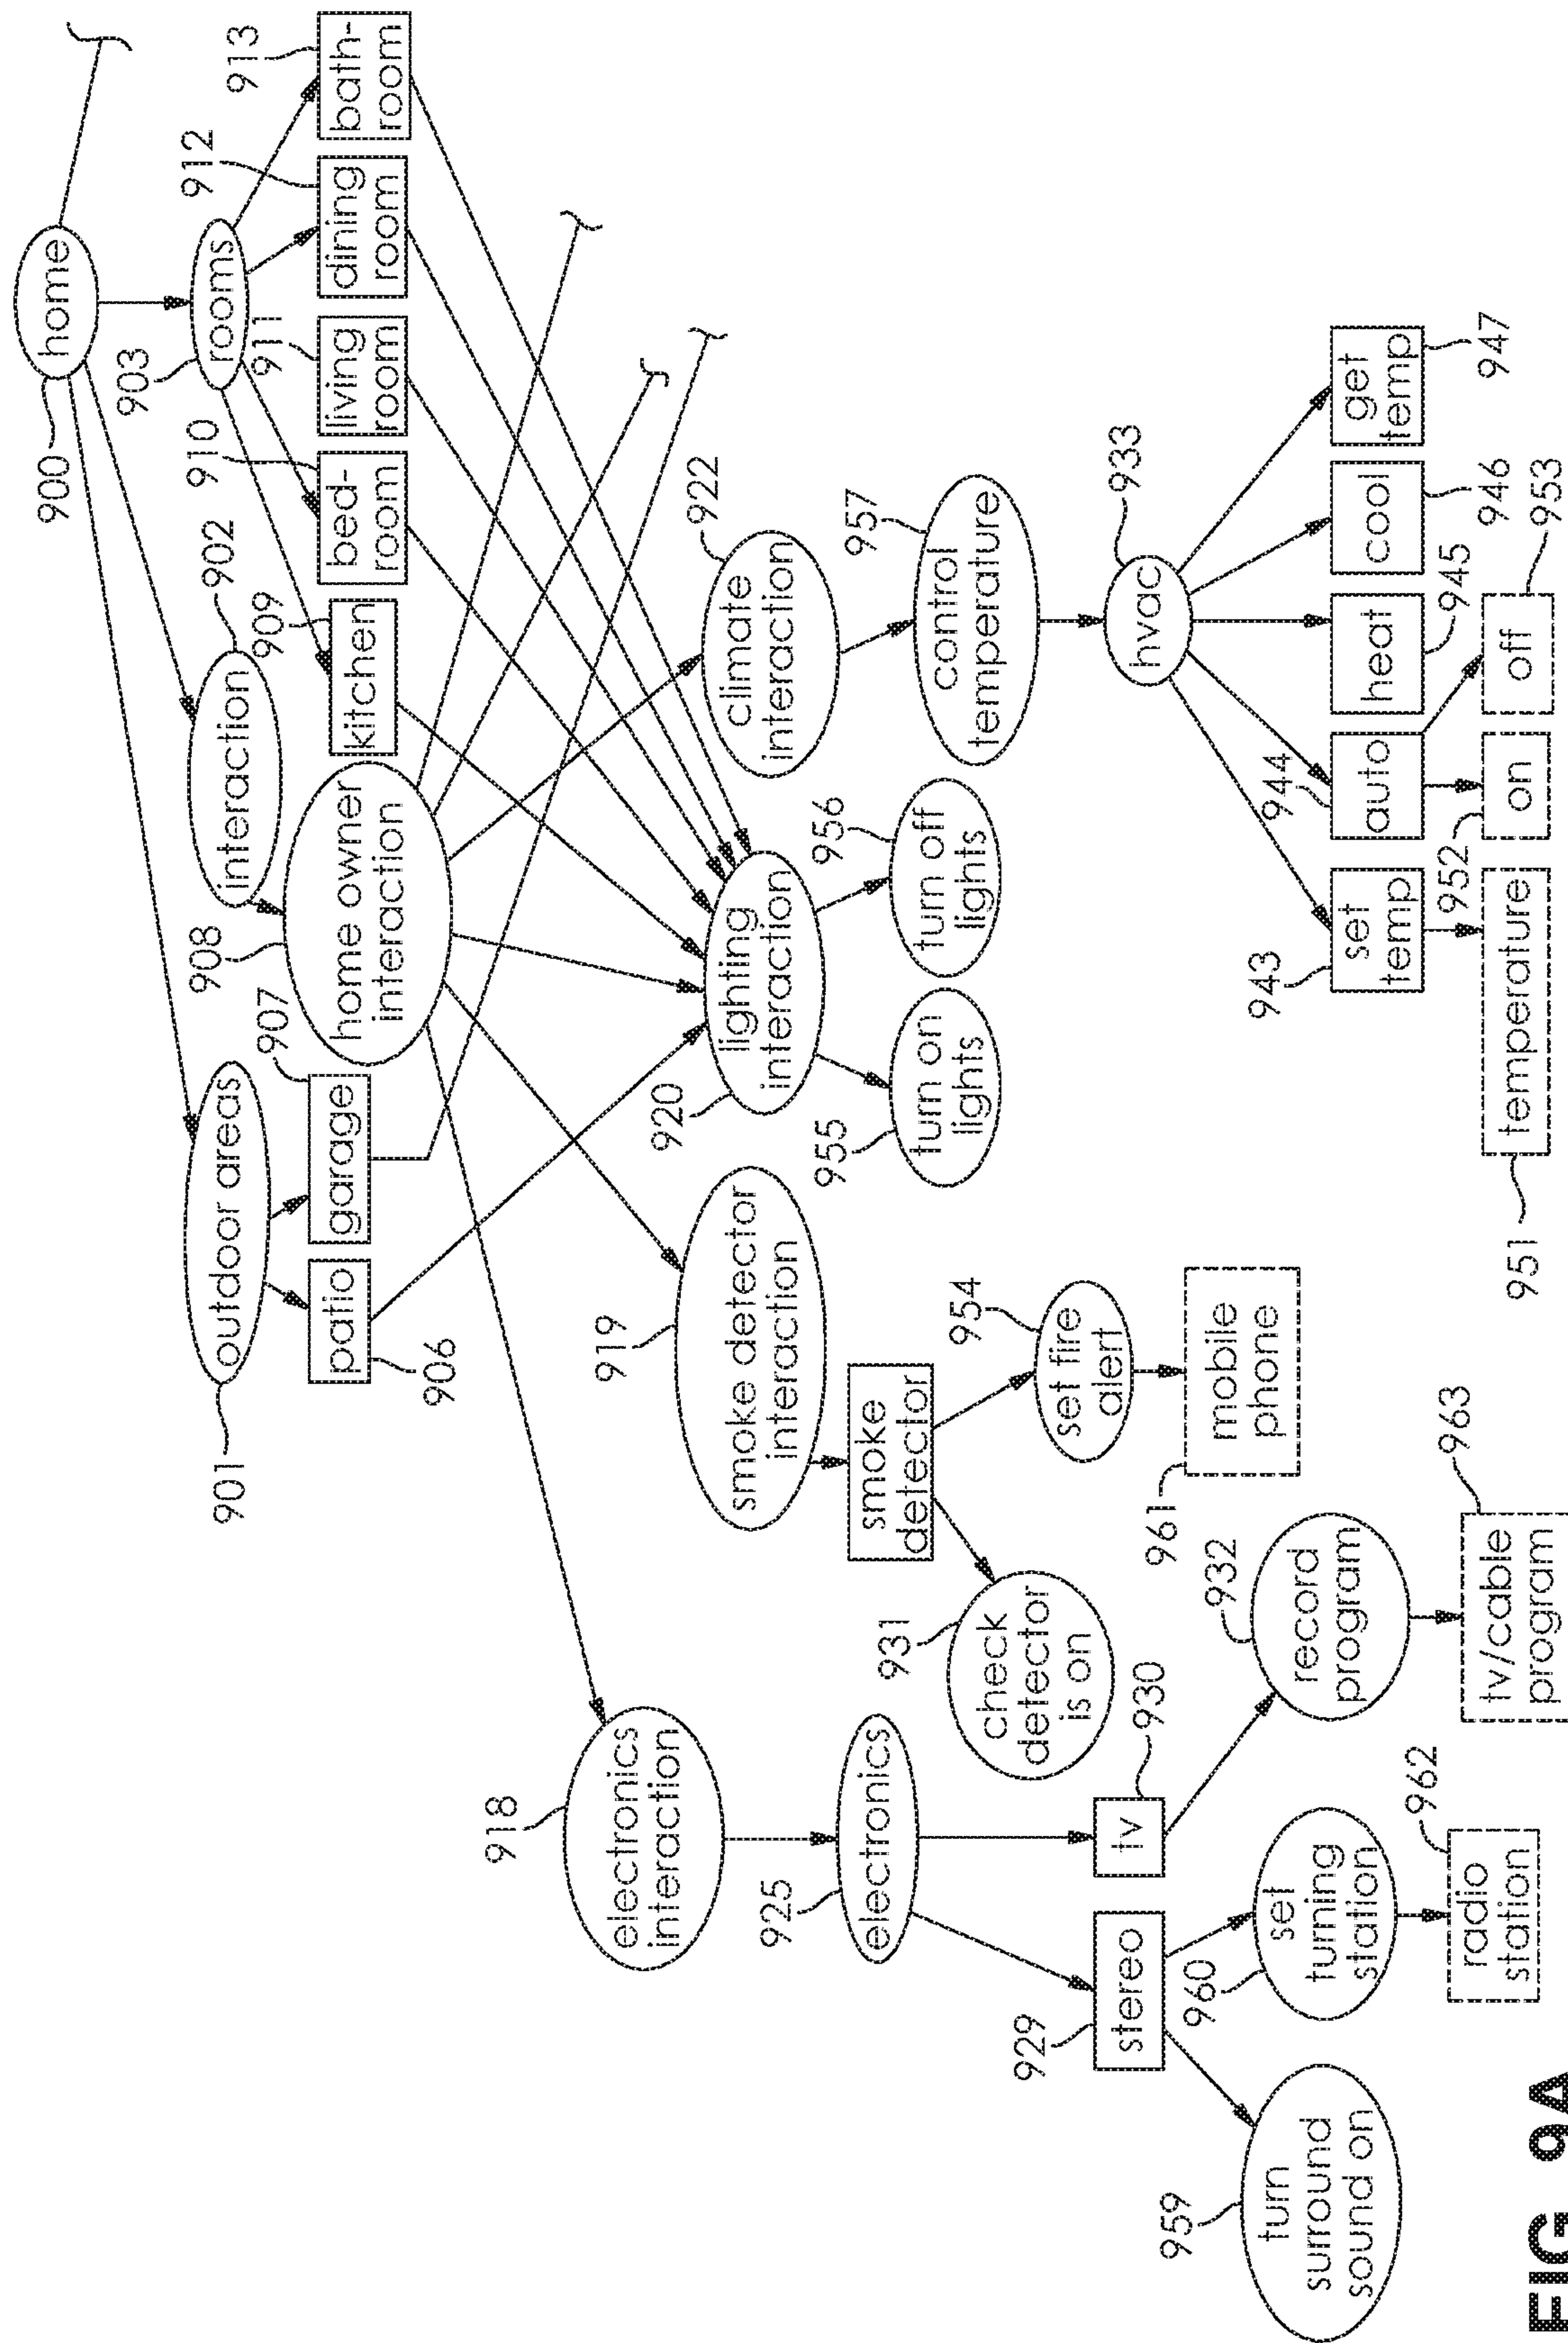 home
900
903
rooms
902
interaction
901
outdoor areas
906
patio
907
garage
908
home owner
interaction
909
kitchen
910
bed-
room
911
living
room
912
dining
room
913
bath-
room
918
electronics
interaction
919
smoke detector
interaction
920
lighting
interaction
922
climate
interaction
925
electronics
smoke
detector
955
turn on
lights
956
turn off
lights
957
control
temperature
931
check
detector
is on
954
set fire
alert
929
stereo
930
tv
hvac
933
961
mobile
phone
959
turn
surround
sound on
960
set
tuning
station
932
record
program
943
set
temp
944
auto
heat
945
cool
946
get
temp
947
962
radio
station
963
tv/cable
program
951
temperature
952
on
off
953
FIG 9A